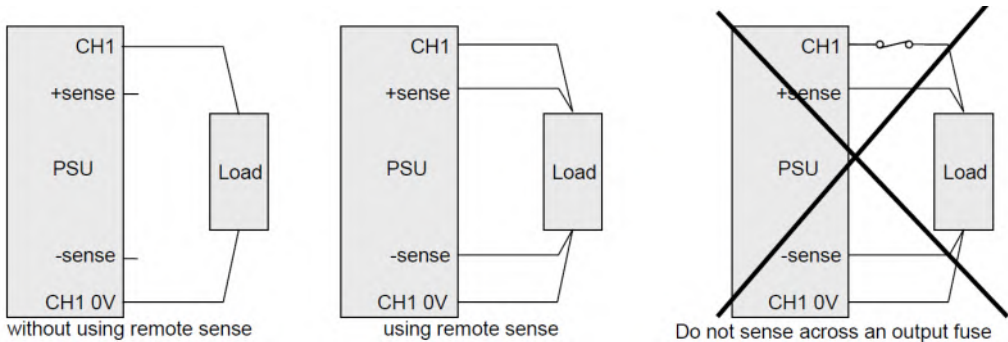 CH1
+sense
PSU
Load
-sense
CH1 0V
without using remote sense
CH1
+sense
PSU
Load
-sense
CH1 0V
using remote sense
CH1
+sense
PSU
Load
-sense
CH1 0V
Do not sense across an output fuse